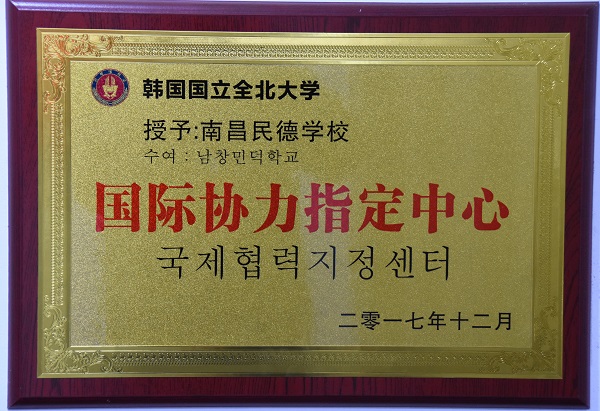 韩国国立全北大学
授予:南昌民德学校
수여 : 남창민덕학교
国际协力指定中心
국제협력지정센터
二零一七年十二月